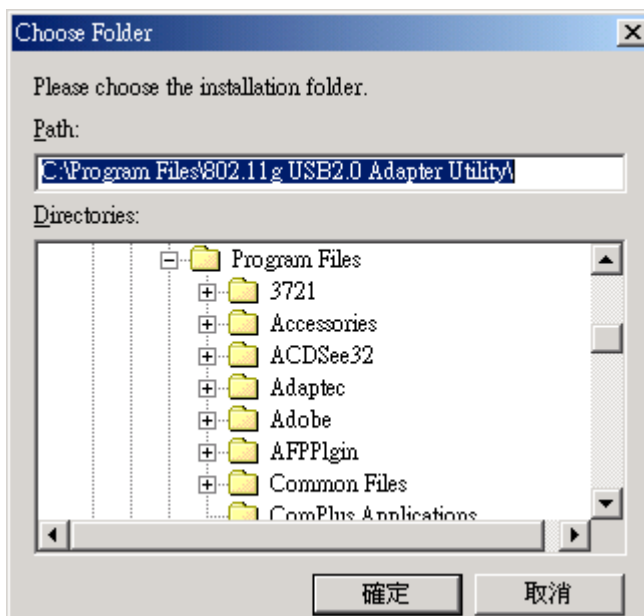 Choose Folder
Please choose the installation folder.
Path:
C:\Program Files\802.11g USB2.0 Adapter Utility\
Directories:
Program Files
3721
Accessories
ACDSee32
Adaptec
Adobe
AFPPlgin
Common Files
ComPlus Applications
確定 取消